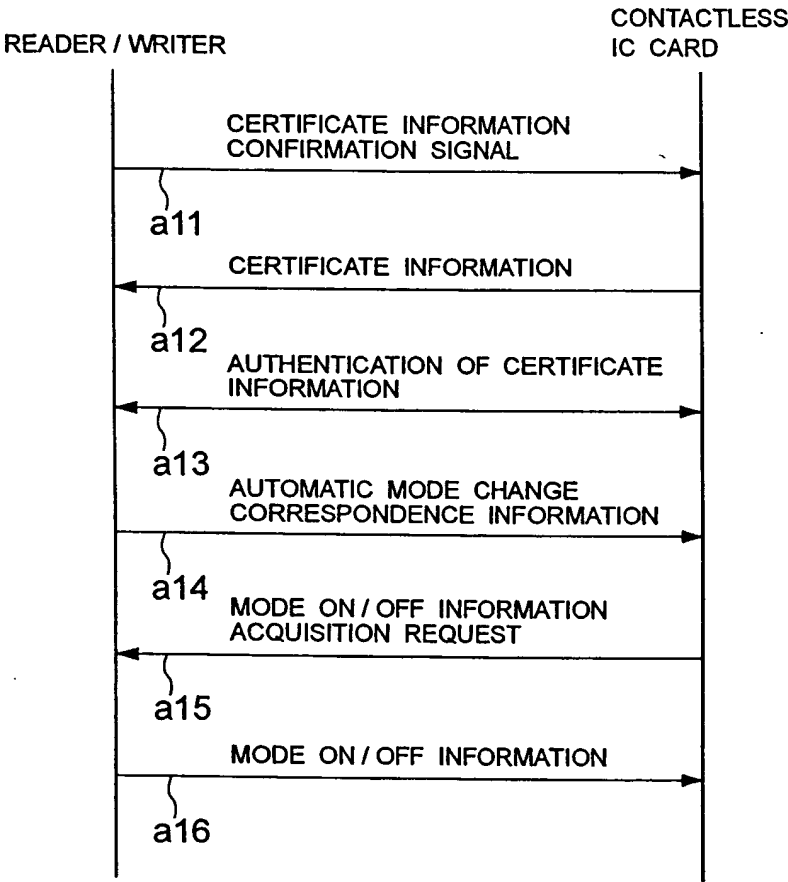 READER / WRITER
CONTACTLESS
IC CARD
CERTIFICATE INFORMATION
CONFIRMATION SIGNAL
a11
CERTIFICATE INFORMATION
a12
AUTHENTICATION OF CERTIFICATE
INFORMATION
a13
AUTOMATIC MODE CHANGE
CORRESPONDENCE INFORMATION
a14
MODE ON / OFF INFORMATION
ACQUISITION REQUEST
a15
MODE ON / OFF INFORMATION
a16